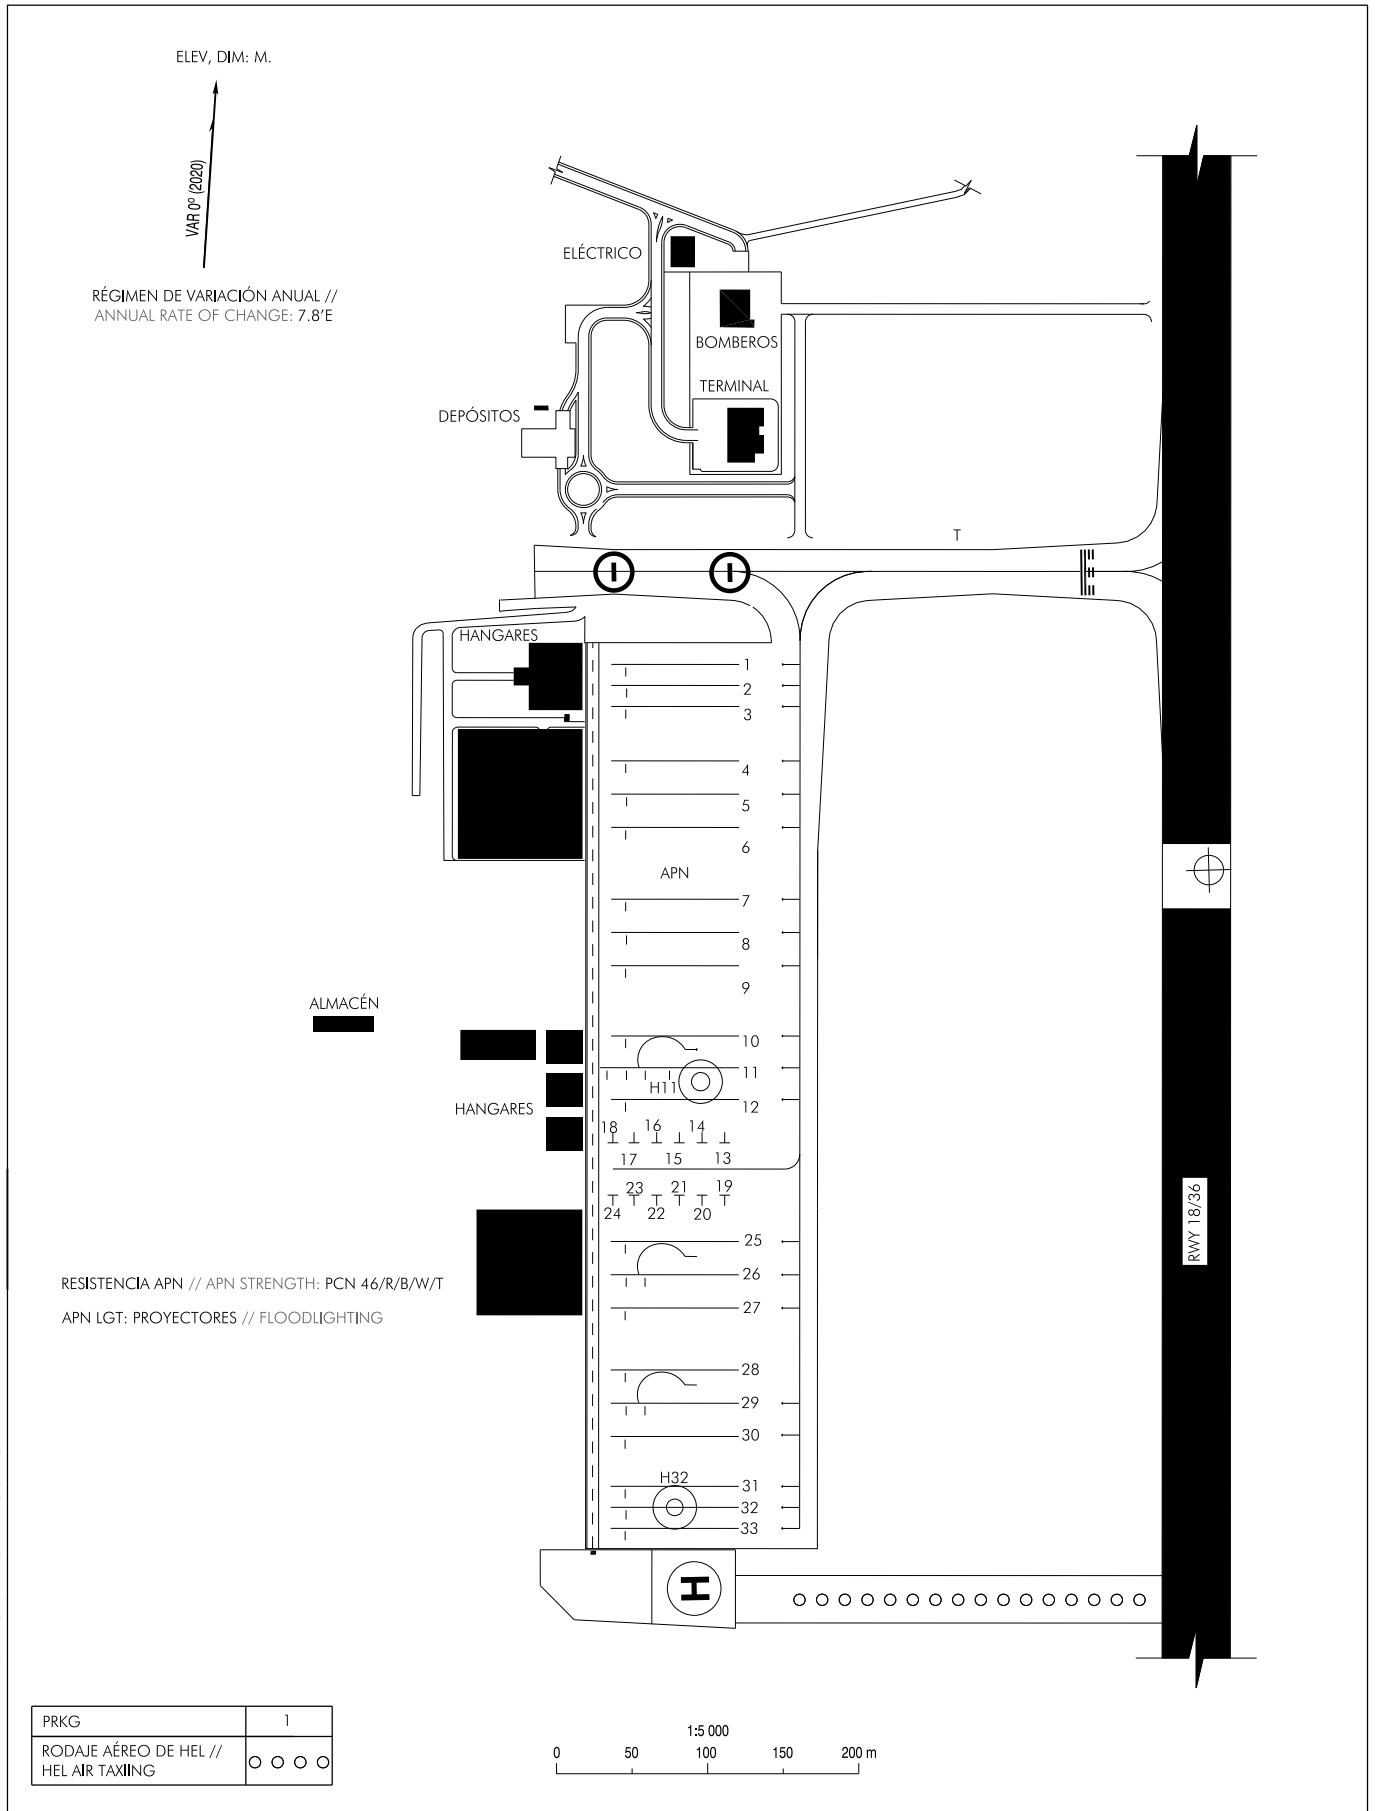 ELEV, DIM: M.
VAR 0º (2020)
RÉGIMEN DE VARIACIÓN ANUAL //
ANNUAL RATE OF CHANGE: 7.8'E
ELÉCTRICO
BOMBEROS
TERMINAL
DEPÓSITOS
T
HANGARES
1
2
3
4
5
6
APN
7
8
9
ALMACÉN
10
11
H11
12
HANGARES
18
16
14
17
15
13
23
21
19
24
22
20
RWY 18/36
25
26
27
RESISTENCIA APN // APN STRENGTH: PCN 46/R/B/W/T
APN LGT: PROYECTORES // FLOODLIGHTING
28
29
30
H32
31
32
33
H
PRKG 1
RODAJE AÉREO DE HEL //
HEL AIR TAXIING
1:5 000
0 50 100 150 200 m